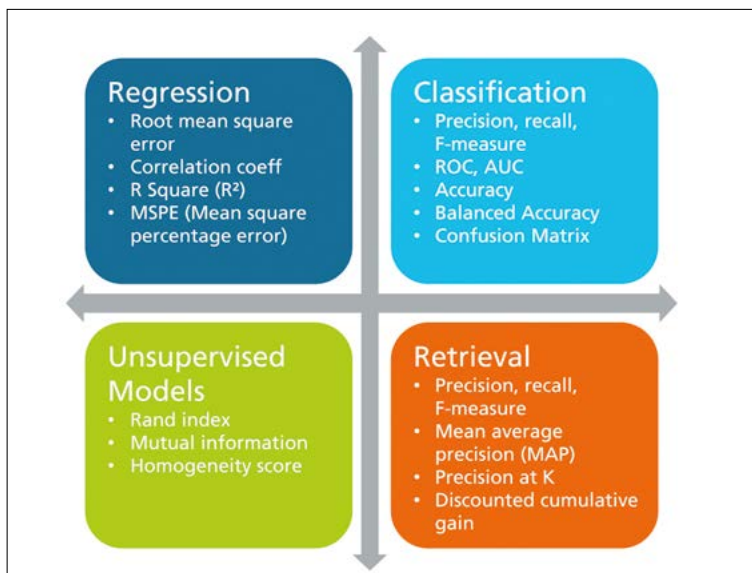 Regression
• Root mean square
error
• Correlation coeff
• R Square (R²)
• MSPE (Mean square
percentage error)
Classification
• Precision, recall,
F-measure
• ROC, AUC
• Accuracy
• Balanced Accuracy
• Confusion Matrix
Unsupervised
Models
• Rand index
• Mutual information
• Homogeneity score
Retrieval
• Precision, recall,
F-measure
• Mean average
precision (MAP)
• Precision at K
• Discounted cumulative
gain